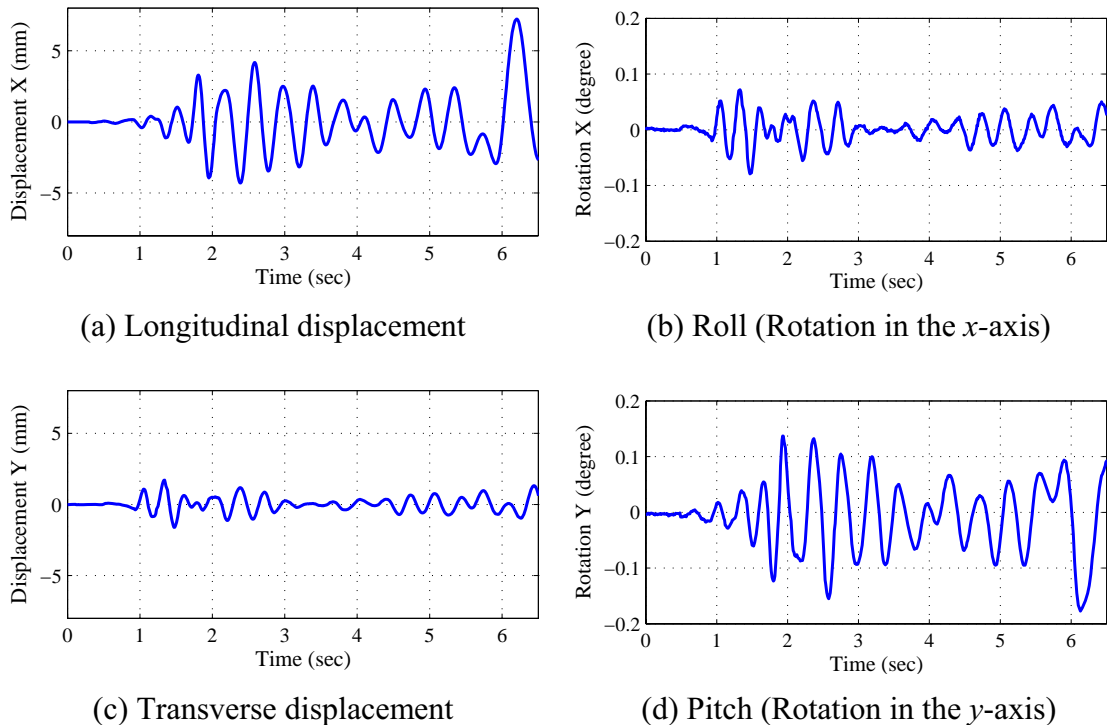 Displacement X (mm)
5
0
−5
0 1 2 3 4 5 6
Time (sec)
(a) Longitudinal displacement
Rotation X (degree)
0.2
0.1
0
−0.1
−0.2
0 1 2 3 4 5 6
Time (sec)
(b) Roll (Rotation in the x-axis)
Displacement Y (mm)
5
0
−5
0 1 2 3 4 5 6
Time (sec)
(c) Transverse displacement
Rotation Y (degree)
0.2
0.1
0
−0.1
−0.2
0 1 2 3 4 5 6
Time (sec)
(d) Pitch (Rotation in the y-axis)